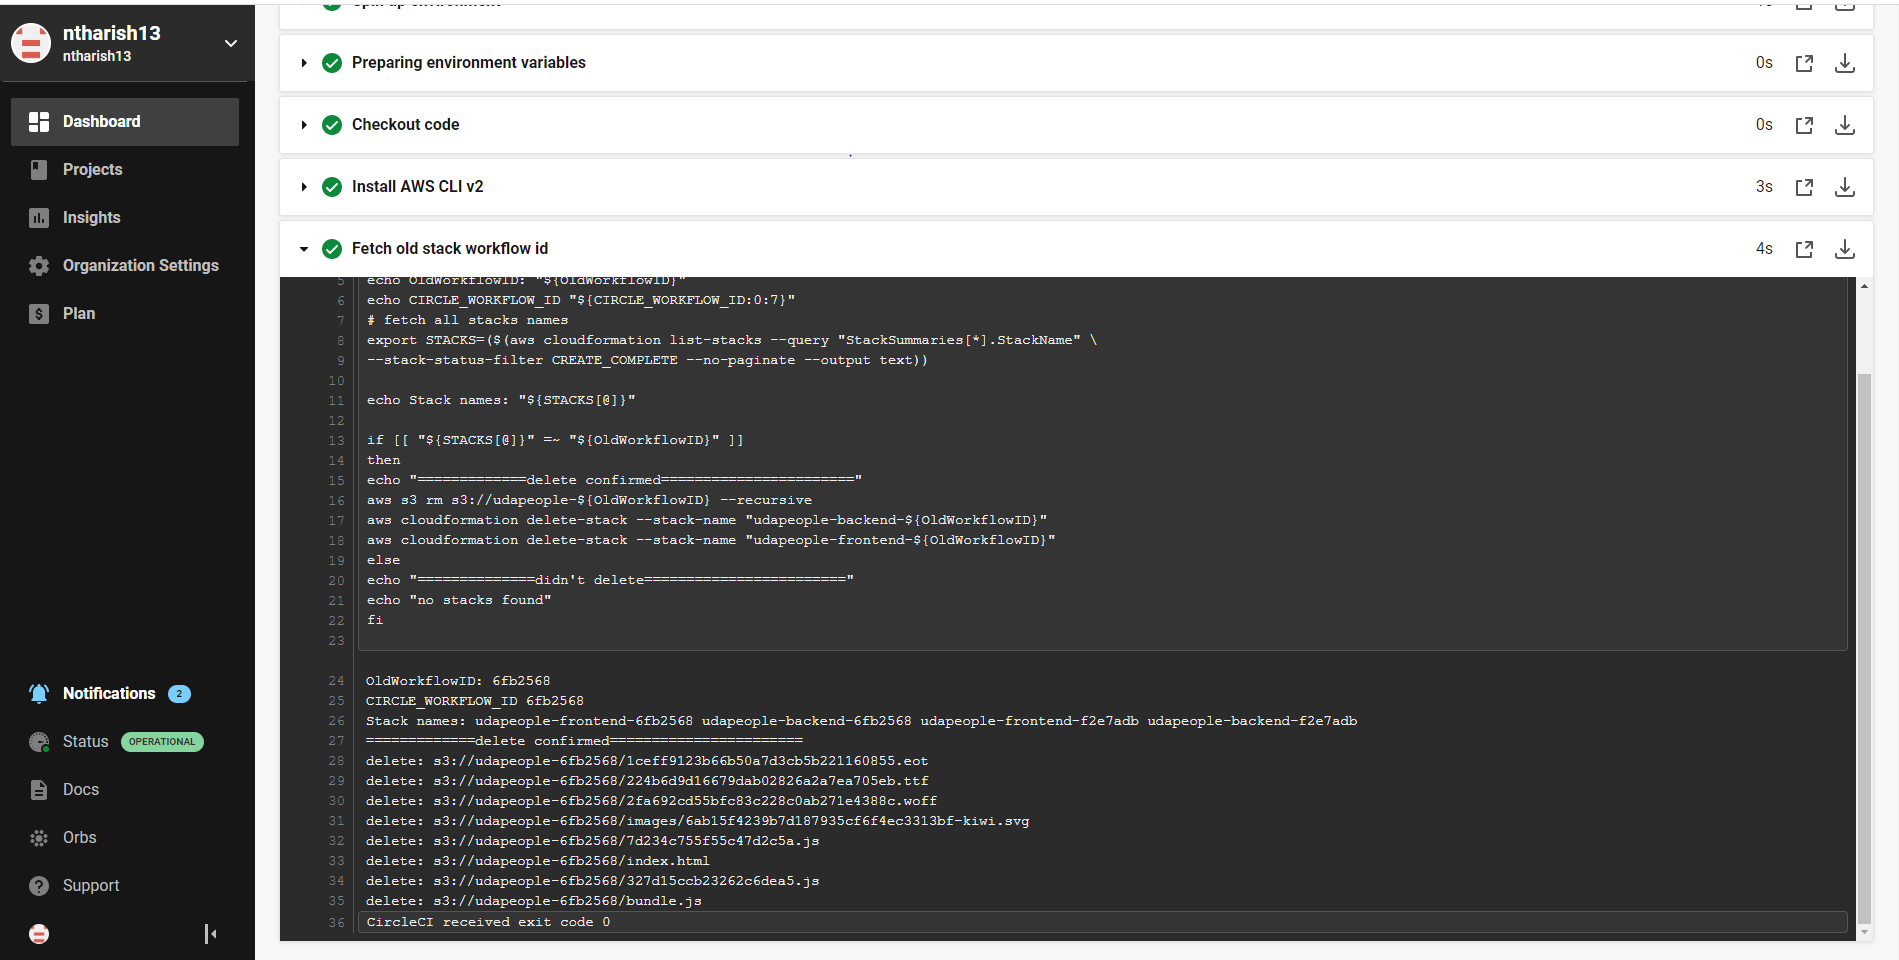 ntharish13
ntharish13
Dashboard
Projects
Insights
Organization Settings
Plan
Notifications 2
Status OPERATIONAL
Docs
Orbs
Support
Preparing environment variables 0s
Checkout code 0s
Install AWS CLI v2 3s
Fetch old stack workflow id 4s
5 echo OldWorkflowID: "${OldWorkflowID}"
6 echo CIRCLE_WORKFLOW_ID "${CIRCLE_WORKFLOW_ID:0:7}"
7 # fetch all stacks names
8 export STACKS=($(aws cloudformation list-stacks --query "StackSummaries[*].StackName" \
9 --stack-status-filter CREATE_COMPLETE --no-paginate --output text))
10
11 echo Stack names: "${STACKS[@]}"
12
13 if [[ "${STACKS[@]}" =~ "${OldWorkflowID}" ]]
14 then
15 echo "=============delete confirmed======================="
16 aws s3 rm s3://udapeople-${OldWorkflowID} --recursive
17 aws cloudformation delete-stack --stack-name "udapeople-backend-${OldWorkflowID}"
18 aws cloudformation delete-stack --stack-name "udapeople-frontend-${OldWorkflowID}"
19 else
20 echo "==============didn't delete========================"
21 echo "no stacks found"
22 fi
23
24 OldWorkflowID: 6fb2568
25 CIRCLE_WORKFLOW_ID 6fb2568
26 Stack names: udapeople-frontend-6fb2568 udapeople-backend-6fb2568 udapeople-frontend-f2e7adb udapeople-backend-f2e7adb
27 =============delete confirmed=======================
28 delete: s3://udapeople-6fb2568/1ceff9123b66b50a7d3cb5b221160855.eot
29 delete: s3://udapeople-6fb2568/224b6d9d16679dab02826a2a7ea705eb.ttf
30 delete: s3://udapeople-6fb2568/2fa692cd55bfc83c228c0ab271e4388c.woff
31 delete: s3://udapeople-6fb2568/images/6ab15f4239b7d187935cf6f4ec3313bf-kiwi.svg
32 delete: s3://udapeople-6fb2568/7d234c755f55c47d2c5a.js
33 delete: s3://udapeople-6fb2568/index.html
34 delete: s3://udapeople-6fb2568/327d15ccb23262c6dea5.js
35 delete: s3://udapeople-6fb2568/bundle.js
36 CircleCI received exit code 0